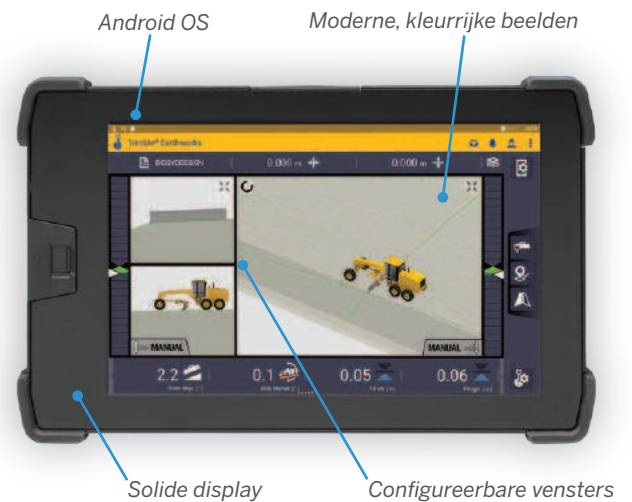 Android OS
Moderne, kleurrijke beelden
Trimble® Earthworks
0.000 m
0.000 m
MANUAL
MANUAL
2.2
0.1
0.05
0.06
Solide display
Configureerbare vensters